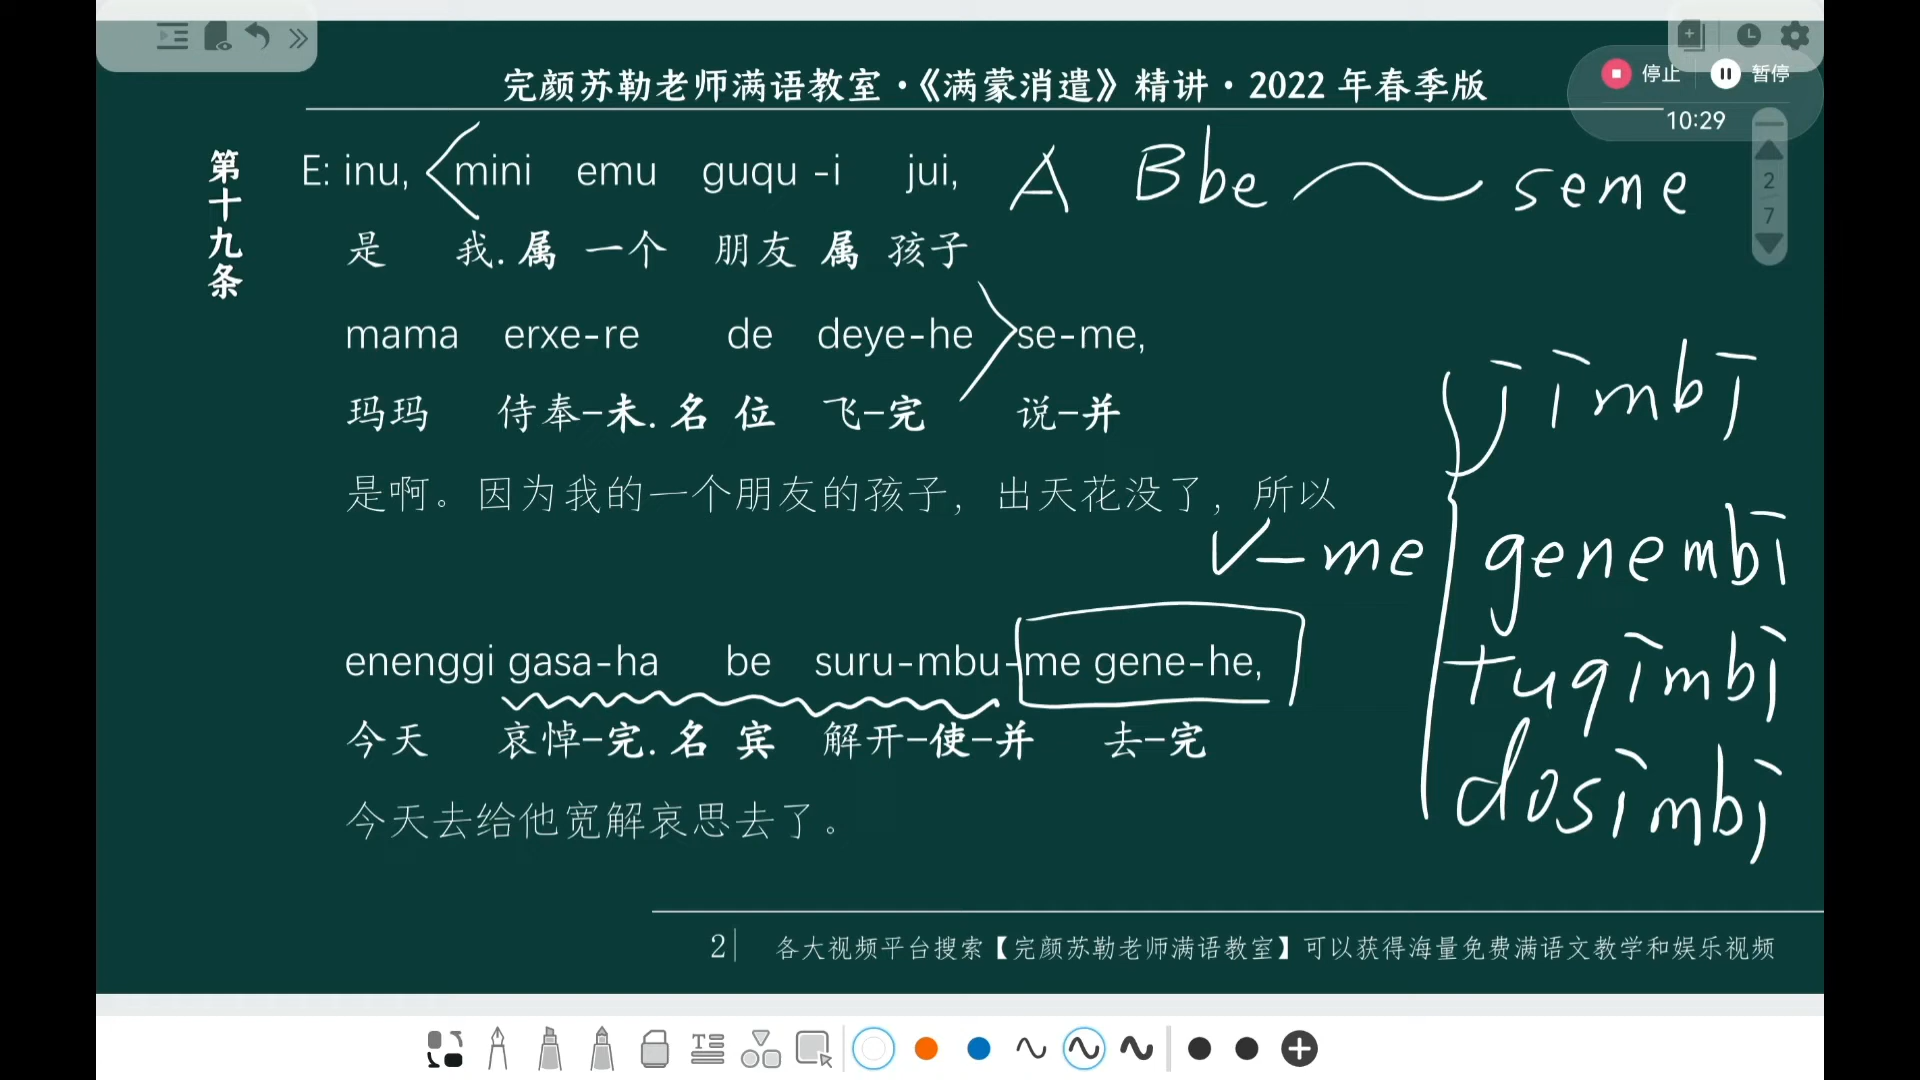 完颜苏勒老师满语教室·《满蒙消遣》精讲·2022 年春季版
停止 暂停
10:29
第十九条
E: inu, mini emu guqu -i jui, A B be seme
是 我. 属 一个 朋友 属 孩子
2
7
mama erxe-re de deye-he se-me,
玛玛 侍奉-未. 名 位 飞-完 说-并
jimbi
是啊。因为我的一个朋友的孩子，出天花没了，所以
V-me genembi
enenggi gasa-ha be suru-mbu-me gene-he,
tuqimbi
今天 哀悼-完. 名 宾 解开-使-并 去-完
dosimbi
今天去给他宽解哀思去了。
2 各大视频平台搜索【完颜苏勒老师满语教室】可以获得海量免费满语文教学和娱乐视频